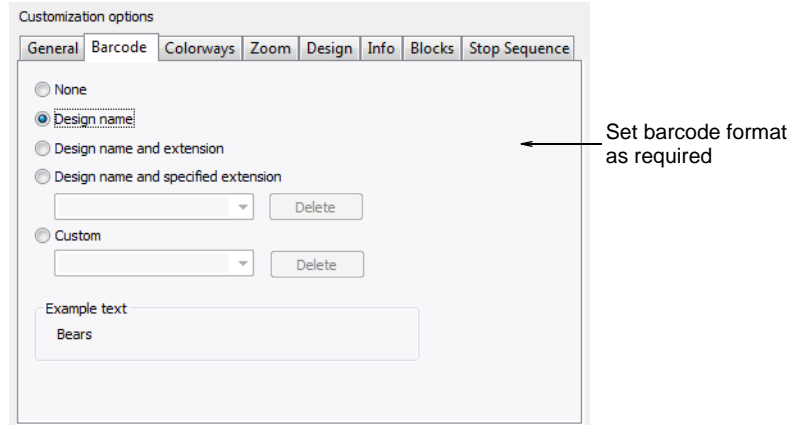 Customization options
General Barcode Colorways Zoom Design Info Blocks Stop Sequence
None
Design name
Design name and extension
Design name and specified extension
Delete
Custom
Delete
Example text
Bears
Set barcode format
as required